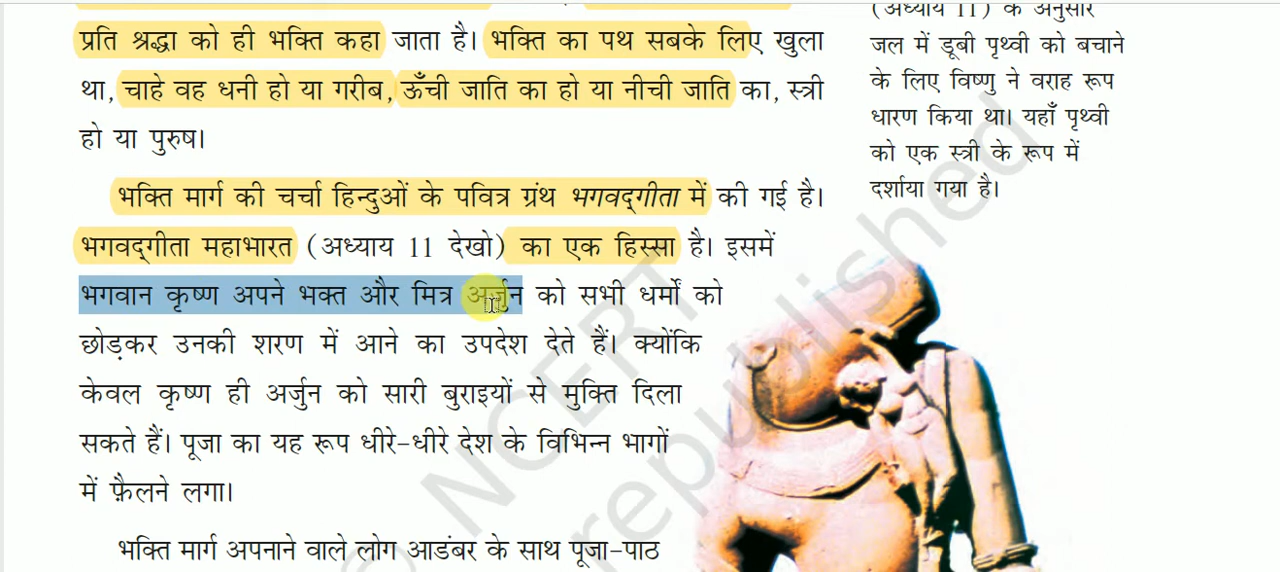 प्रति श्रद्धा को ही भक्ति कहा जाता है। भक्ति का पथ सबके लिए खुला
था, चाहे वह धनी हो या गरीब, ऊँची जाति का हो या नीची जाति का, स्त्री
हो या पुरुष।
भक्ति मार्ग की चर्चा हिन्दुओं के पवित्र ग्रंथ भगवद्गीता में की गई है।
भगवद्गीता महाभारत (अध्याय 11 देखो) का एक हिस्सा है। इसमें
भगवान कृष्ण अपने भक्त और मित्र अर्जुन को सभी धर्मों को
छोड़कर उनकी शरण में आने का उपदेश देते हैं। क्योंकि
केवल कृष्ण ही अर्जुन को सारी बुराइयों से मुक्ति दिला
सकते हैं। पूजा का यह रूप धीरे-धीरे देश के विभिन्न भागों
में फ़ैलने लगा।
भक्ति मार्ग अपनाने वाले लोग आडंबर के साथ पूजा-पाठ
(अध्याय 11) के अनुसार
जल में डूबी पृथ्वी को बचाने
के लिए विष्णु ने वराह रूप
धारण किया था। यहाँ पृथ्वी
को एक स्त्री के रूप में
दर्शाया गया है।
© NCERT
republished